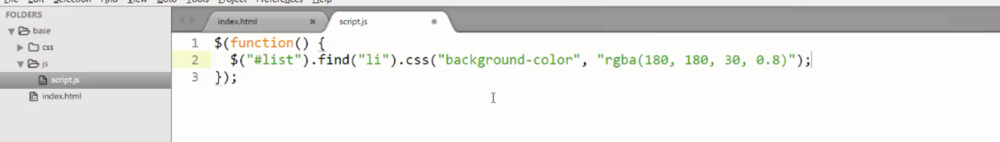 File Edit Selection Find View Goto Tools Project Preferences Help
FOLDERS
base
css
js
script.js
index.html
index.html × script.js
1 $(function() {
2 $("#list").find("li").css("background-color", "rgba(180, 180, 30, 0.8)");
3 });